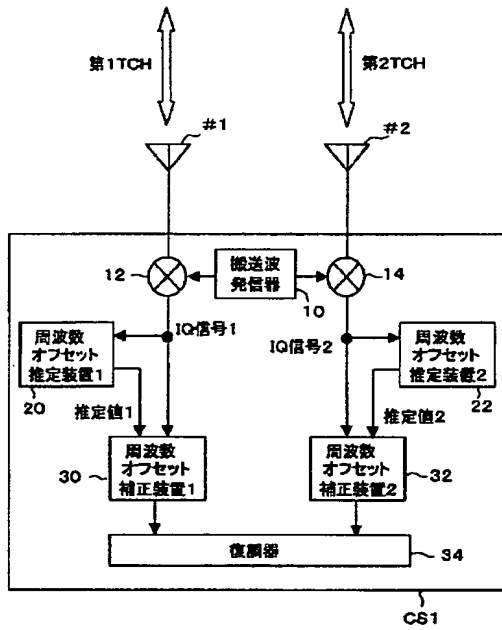 第1TCH
第2TCH
#1
#2
12
搬送波
発信器
14
10
IQ信号1
IQ信号2
周波数
オフセット
推定装置1
周波数
オフセット
推定装置2
20
22
推定値1
推定値2
30
周波数
オフセット
補正装置1
周波数
オフセット
補正装置2
32
復調器
34
CS1